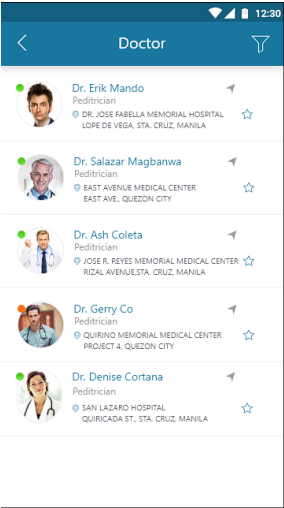 12:30
Doctor
Dr. Erik Mando
Peditrician
DR. JOSE FABELLA MEMORIAL HOSPITAL
LOPE DE VEGA, STA. CRUZ, MANILA
Dr. Salazar Magbanwa
Peditrician
EAST AVENUE MEDICAL CENTER
EAST AVE., QUEZON CITY
Dr. Ash Coleta
Peditrician
JOSE R. REYES MEMORIAL MEDICAL CENTER
RIZAL AVENUE,STA. CRUZ, MANILA
Dr. Gerry Co
Peditrician
QUIRINO MEMORIAL MEDICAL CENTER
PROJECT 4, QUEZON CITY
Dr. Denise Cortana
Peditrician
SAN LAZARO HOSPITAL
QUIRICADA ST., STA. CRUZ, MANILA